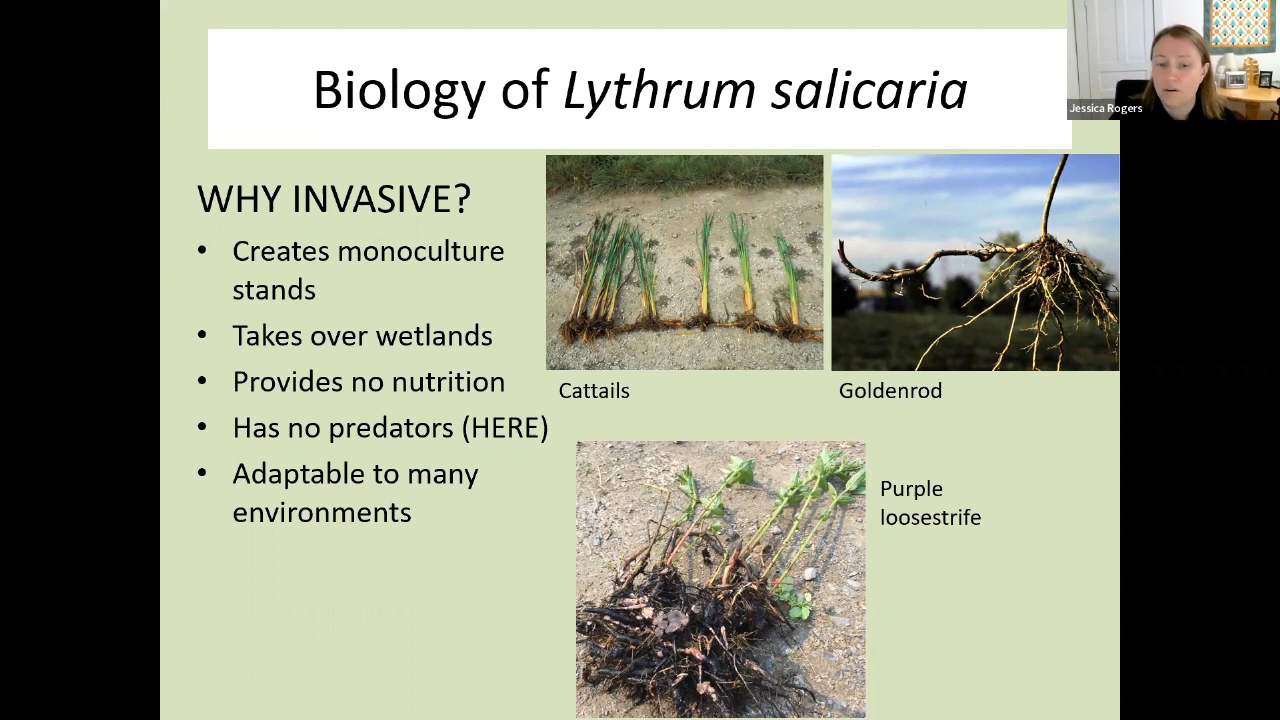 Biology of Lythrum salicaria
Jessica Rogers
WHY INVASIVE?
• Creates monoculture
stands
• Takes over wetlands
• Provides no nutrition
• Has no predators (HERE)
• Adaptable to many
environments
Cattails
Goldenrod
Purple
loosestrife